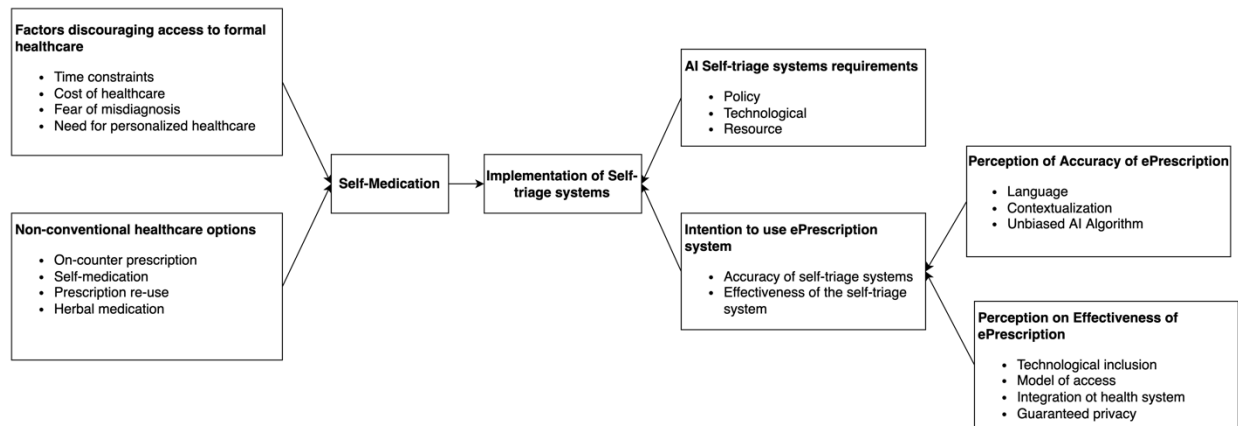 Factors discouraging access to formal
healthcare
Time constraints
Cost of healthcare
Fear of misdiagnosis
Need for personalized healthcare
Non-conventional healthcare options
On-counter prescription
Self-medication
Prescription re-use
Herbal medication
Self-Medication
Implementation of Self-
triage systems
AI Self-triage systems requirements
Policy
Technological
Resource
Intention to use ePrescription
system
Accuracy of self-triage systems
Effectiveness of the self-triage
system
Perception of Accuracy of ePrescription
Language
Contextualization
Unbiased AI Algorithm
Perception on Effectiveness of
ePrescription
Technological inclusion
Model of access
Integration ot health system
Guaranteed privacy